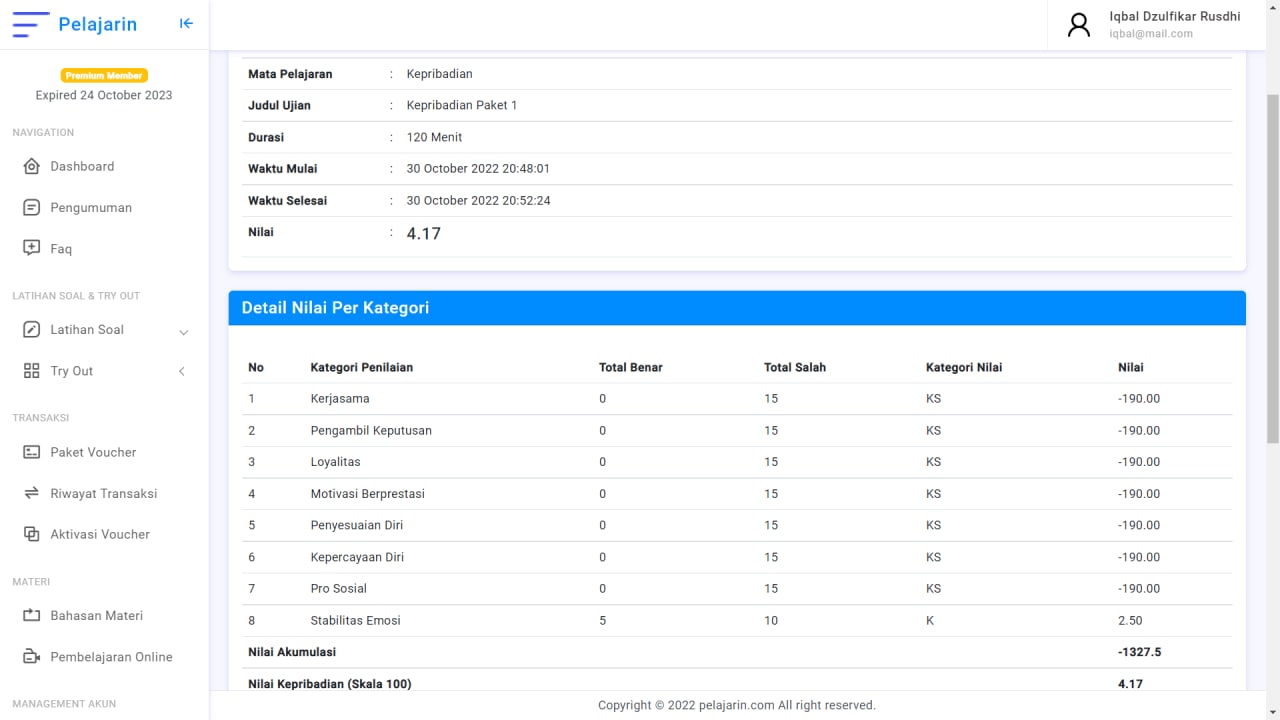 Pelajarin
Iqbal Dzulfikar Rusdhi
iqbal@mail.com
Premium Member
Expired 24 October 2023
NAVIGATION
Dashboard
Pengumuman
Faq
LATIHAN SOAL & TRY OUT
Latihan Soal
Try Out
TRANSAKSI
Paket Voucher
Riwayat Transaksi
Aktivasi Voucher
MATERI
Bahasan Materi
Pembelajaran Online
MANAGEMENT AKUN
Mata Pelajaran : Kepribadian
Judul Ujian : Kepribadian Paket 1
Durasi : 120 Menit
Waktu Mulai : 30 October 2022 20:48:01
Waktu Selesai : 30 October 2022 20:52:24
Nilai : 4.17
Detail Nilai Per Kategori
No Kategori Penilaian Total Benar Total Salah Kategori Nilai Nilai
1 Kerjasama 0 15 KS -190.00
2 Pengambil Keputusan 0 15 KS -190.00
3 Loyalitas 0 15 KS -190.00
4 Motivasi Berprestasi 0 15 KS -190.00
5 Penyesuaian Diri 0 15 KS -190.00
6 Kepercayaan Diri 0 15 KS -190.00
7 Pro Sosial 0 15 KS -190.00
8 Stabilitas Emosi 5 10 K 2.50
Nilai Akumulasi -1327.5
Nilai Kepribadian (Skala 100) 4.17
Copyright © 2022 pelajarin.com All right reserved.